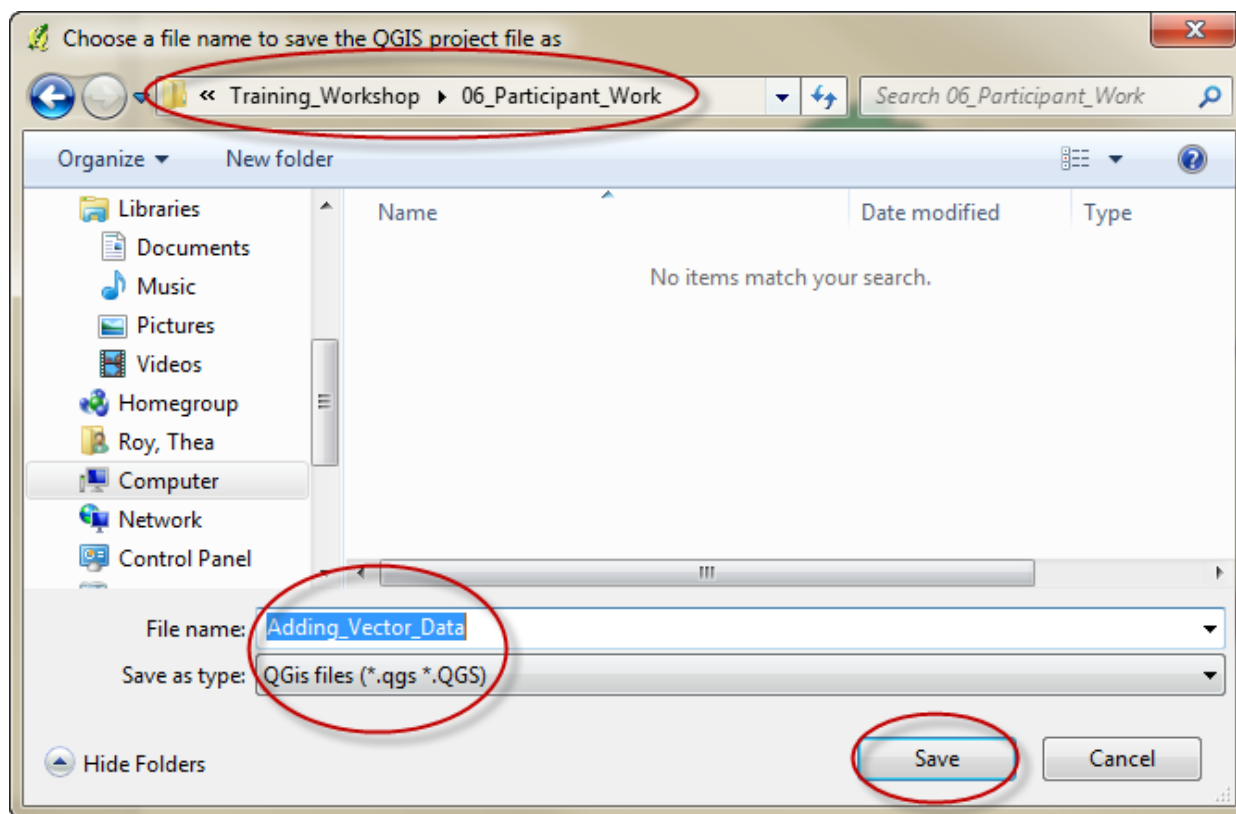 Choose a file name to save the QGIS project file as
« Training_Workshop ▸ 06_Participant_Work
Search 06_Participant_Work
Organize New folder
Name Date modified Type
Libraries
Documents
Music
Pictures
Videos
Homegroup
Roy, Thea
Computer
Network
Control Panel
No items match your search.
File name: Adding_Vector_Data
Save as type: QGis files (*.qgs *.QGS)
Hide Folders
Save
Cancel